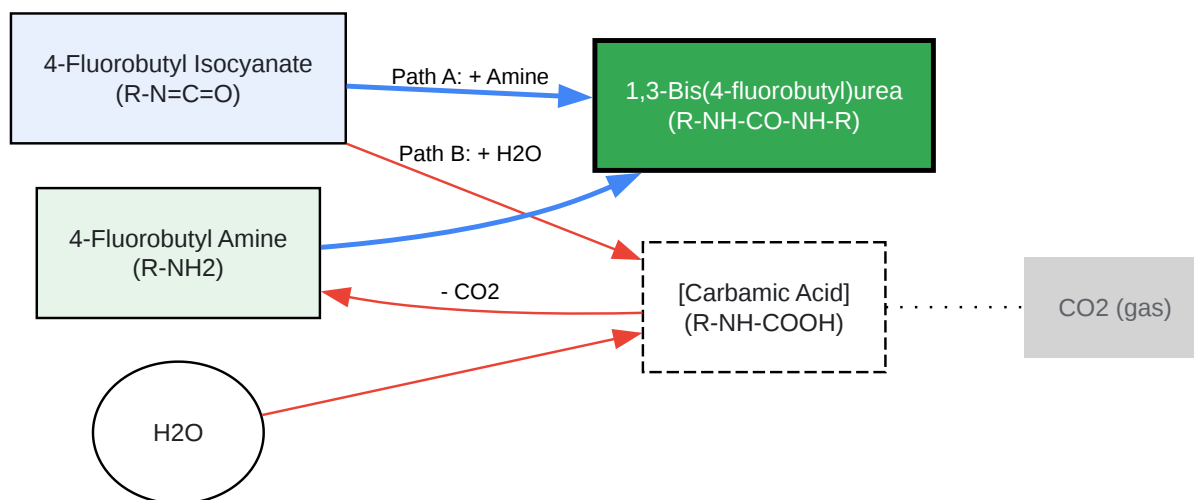 4-Fluorobutyl Isocyanate
(R-N=C=O)
Path A: + Amine
1,3-Bis(4-fluorobutyl)urea
(R-NH-CO-NH-R)
Path B: + H2O
4-Fluorobutyl Amine
(R-NH2)
- CO2
[Carbamic Acid]
(R-NH-COOH)
CO2 (gas)
H2O